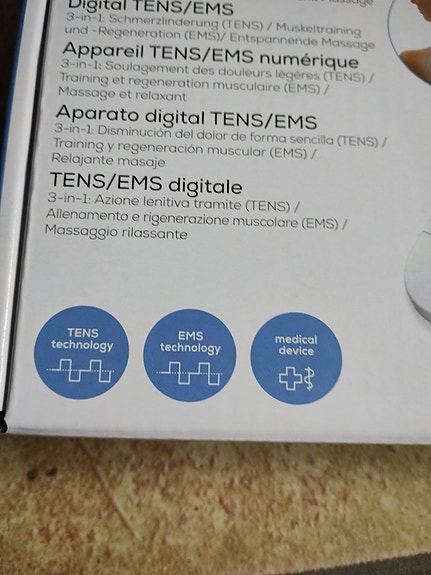 Massage
Digital TENS/EMS
3-in-1: Schmerzlinderung (TENS) / Muskeltraining
und -Regeneration (EMS)/ Entspannende Massage
Appareil TENS/EMS numérique
3-in-1: Soulagement des douleurs légères (TENS) /
Training et regeneration musculaire (EMS) /
Massage et relaxant
Aparato digital TENS/EMS
3-in-1: Disminución del dolor de forma sencilla (TENS) /
Training y regeneración muscular (EMS) /
Relajante masaje
TENS/EMS digitale
3-in-1: Azione lenitiva tramite (TENS) /
Allenamento e rigenerazione muscolare (EMS) /
Massaggio rilassante
TENS
technology
EMS
technology
medical
device